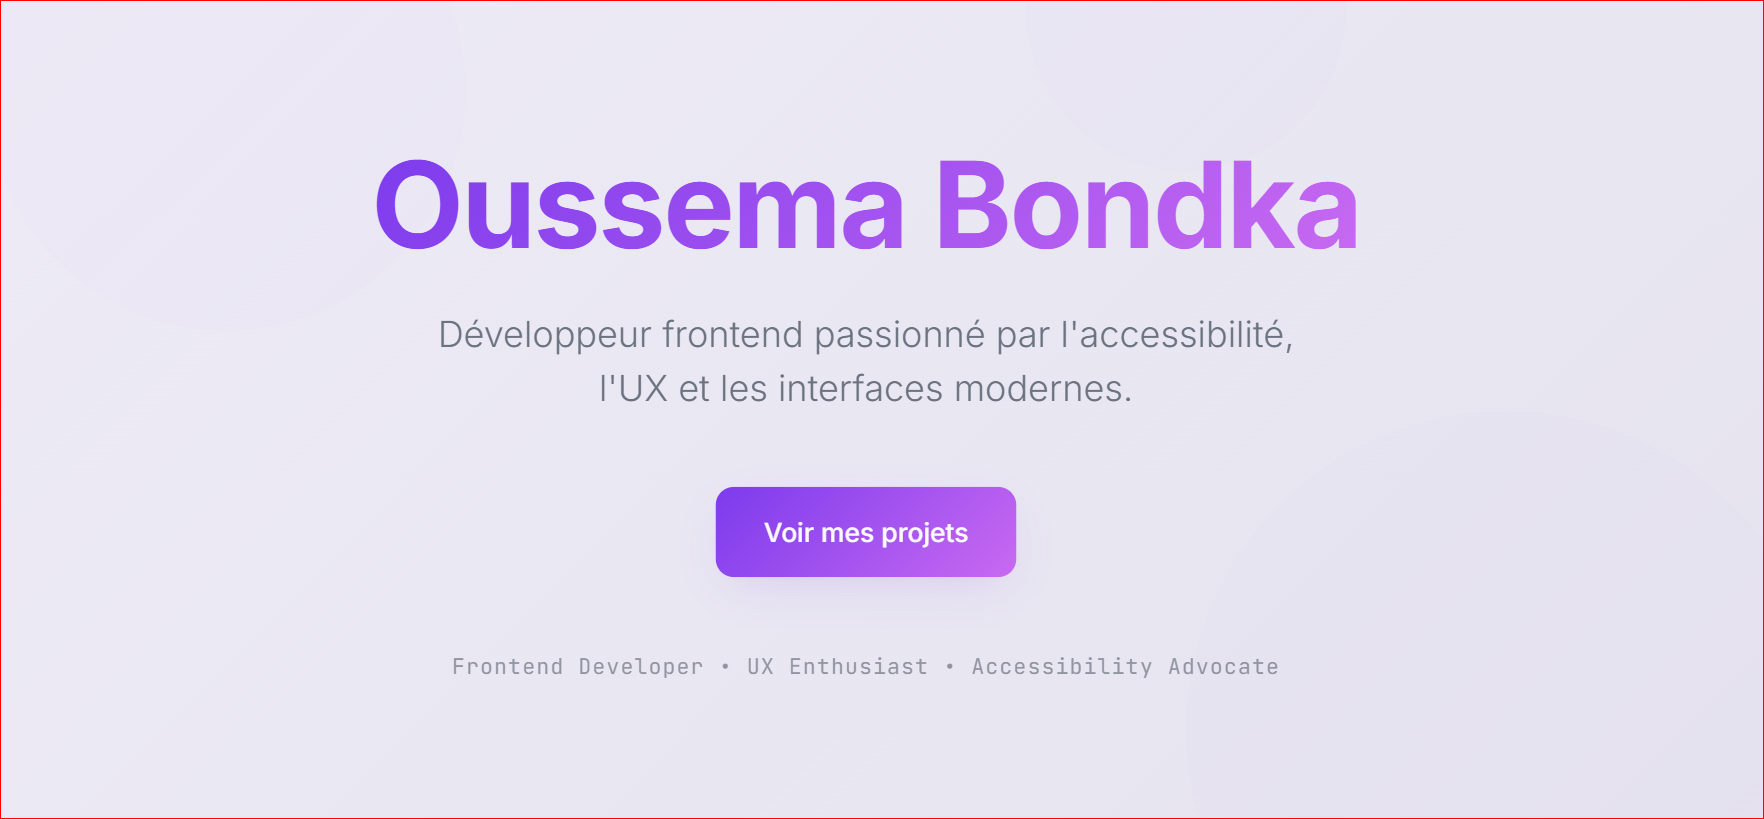 Oussema Bondka
Développeur frontend passionné par l'accessibilité,
l'UX et les interfaces modernes.
Voir mes projets
Frontend Developer • UX Enthusiast • Accessibility Advocate